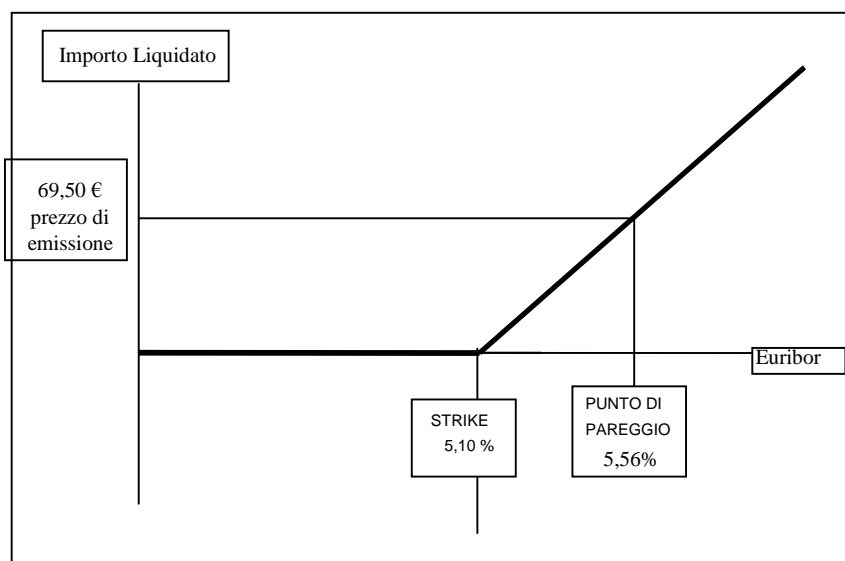 Importo Liquidato
69,50 €
prezzo di
emissione
Euribor
STRIKE
5,10 %
PUNTO DI
PAREGGIO
5,56%